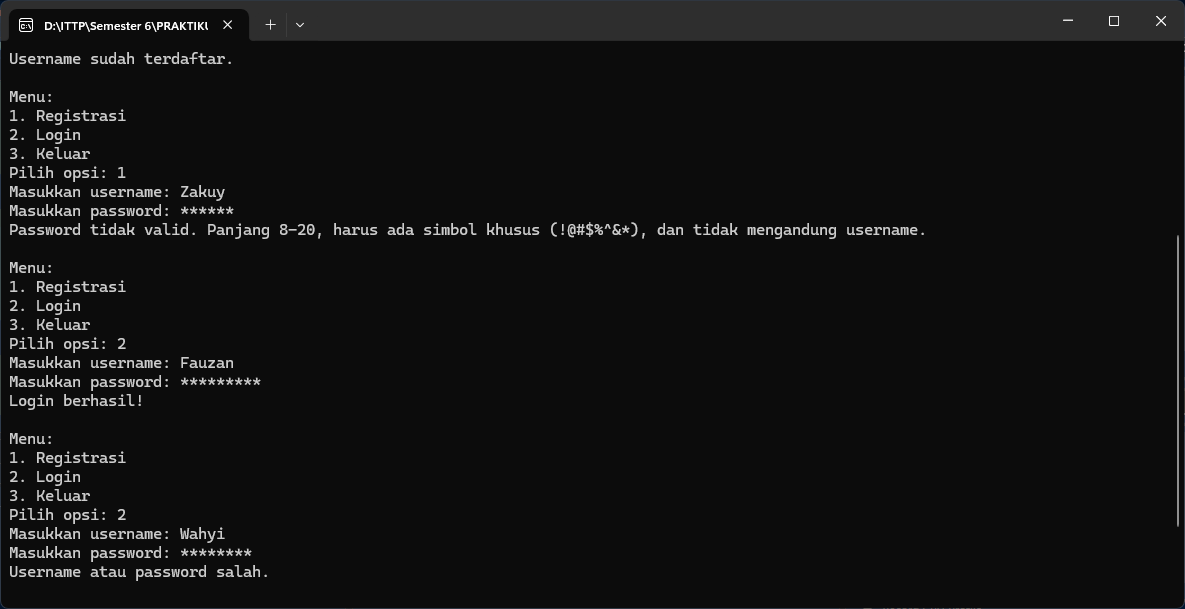 D:\ITTP\Semester 6\PRAKTIKU
Username sudah terdaftar.
Menu:
1. Registrasi
2. Login
3. Keluar
Pilih opsi: 1
Masukkan username: Zakuy
Masukkan password: ******
Password tidak valid. Panjang 8-20, harus ada simbol khusus (!@#$%^&*), dan tidak mengandung username.
Menu:
1. Registrasi
2. Login
3. Keluar
Pilih opsi: 2
Masukkan username: Fauzan
Masukkan password: *********
Login berhasil!
Menu:
1. Registrasi
2. Login
3. Keluar
Pilih opsi: 2
Masukkan username: Wahyi
Masukkan password: ********
Username atau password salah.